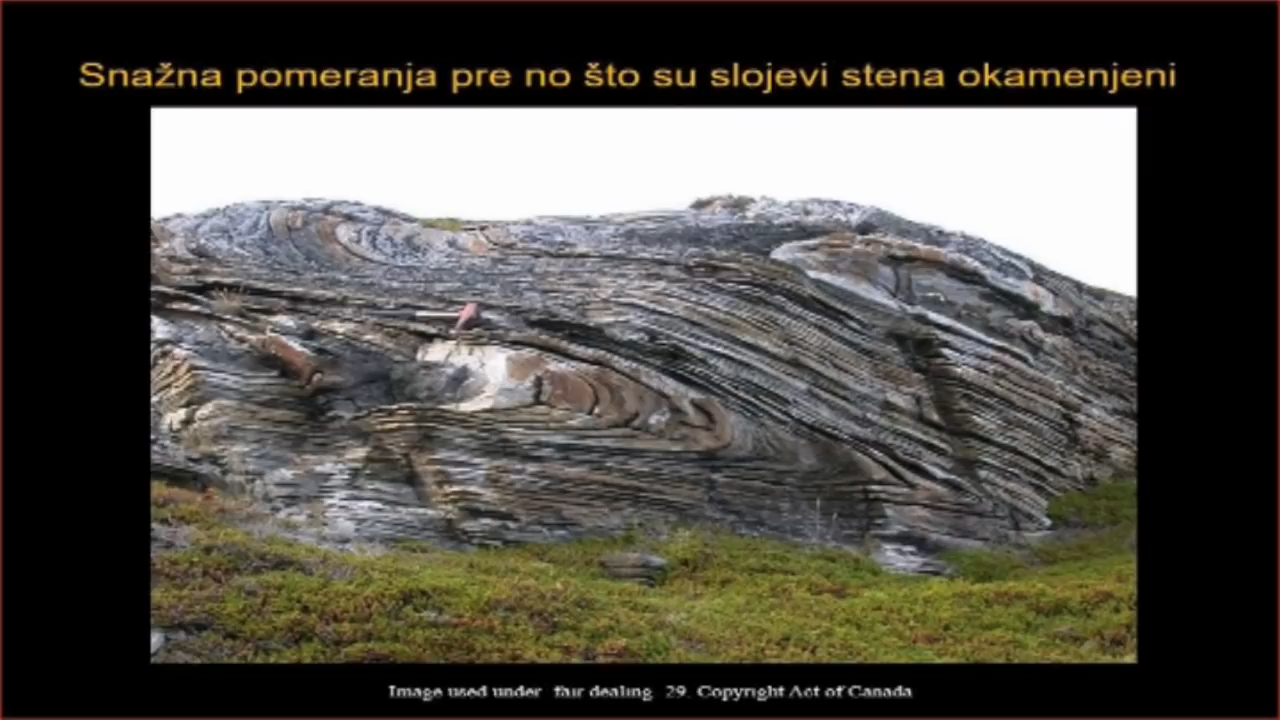 Snažna pomeranja pre no što su slojevi stena okamenjeni
Image used under fair dealing 29. Copyright Act of Canada